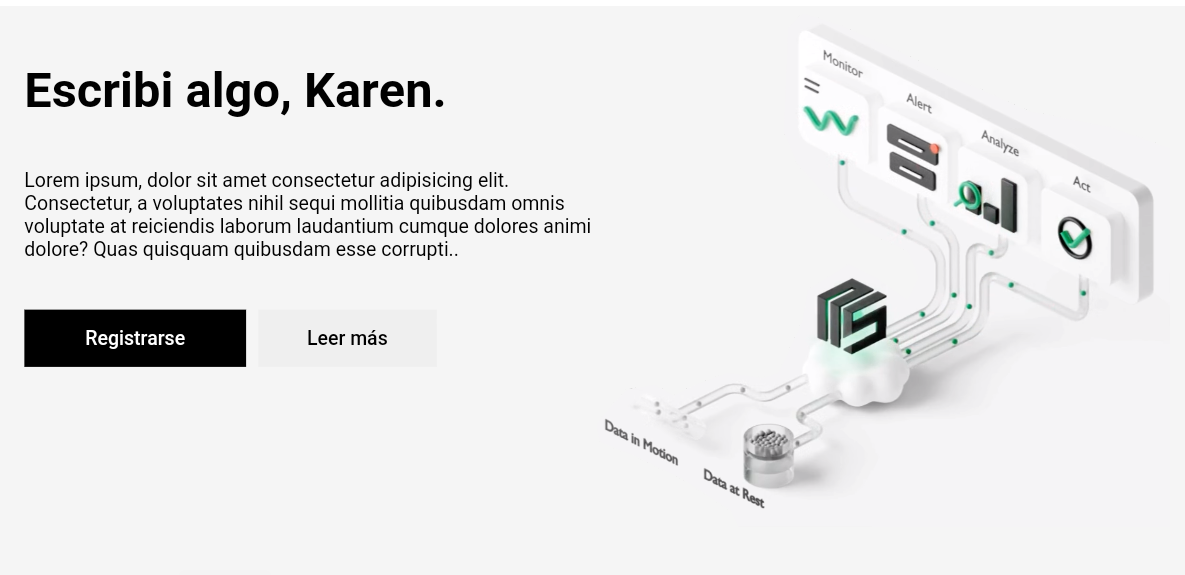 Escribi algo, Karen.
Lorem ipsum, dolor sit amet consectetur adipisicing elit.
Consectetur, a voluptates nihil sequi mollitia quibusdam omnis
voluptate at reiciendis laborum laudantium cumque dolores animi
dolore? Quas quisquam quibusdam esse corrupti..
Registrarse
Leer más
Monitor
Alert
Analyze
Act
Data in Motion
Data at Rest